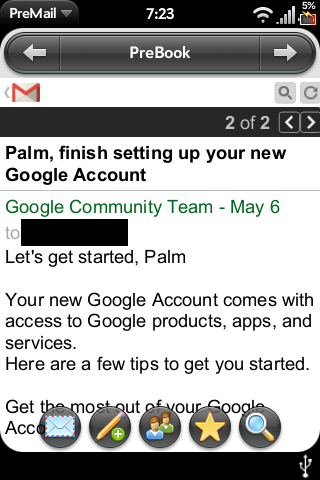 PreMail 7:23 5%
PreBook
2 of 2
Palm, finish setting up your new
Google Account
Google Community Team - May 6
to
Let's get started, Palm
Your new Google Account comes with
access to Google products, apps, and
services.
Here are a few tips to get you started.
Get the most out of your Google